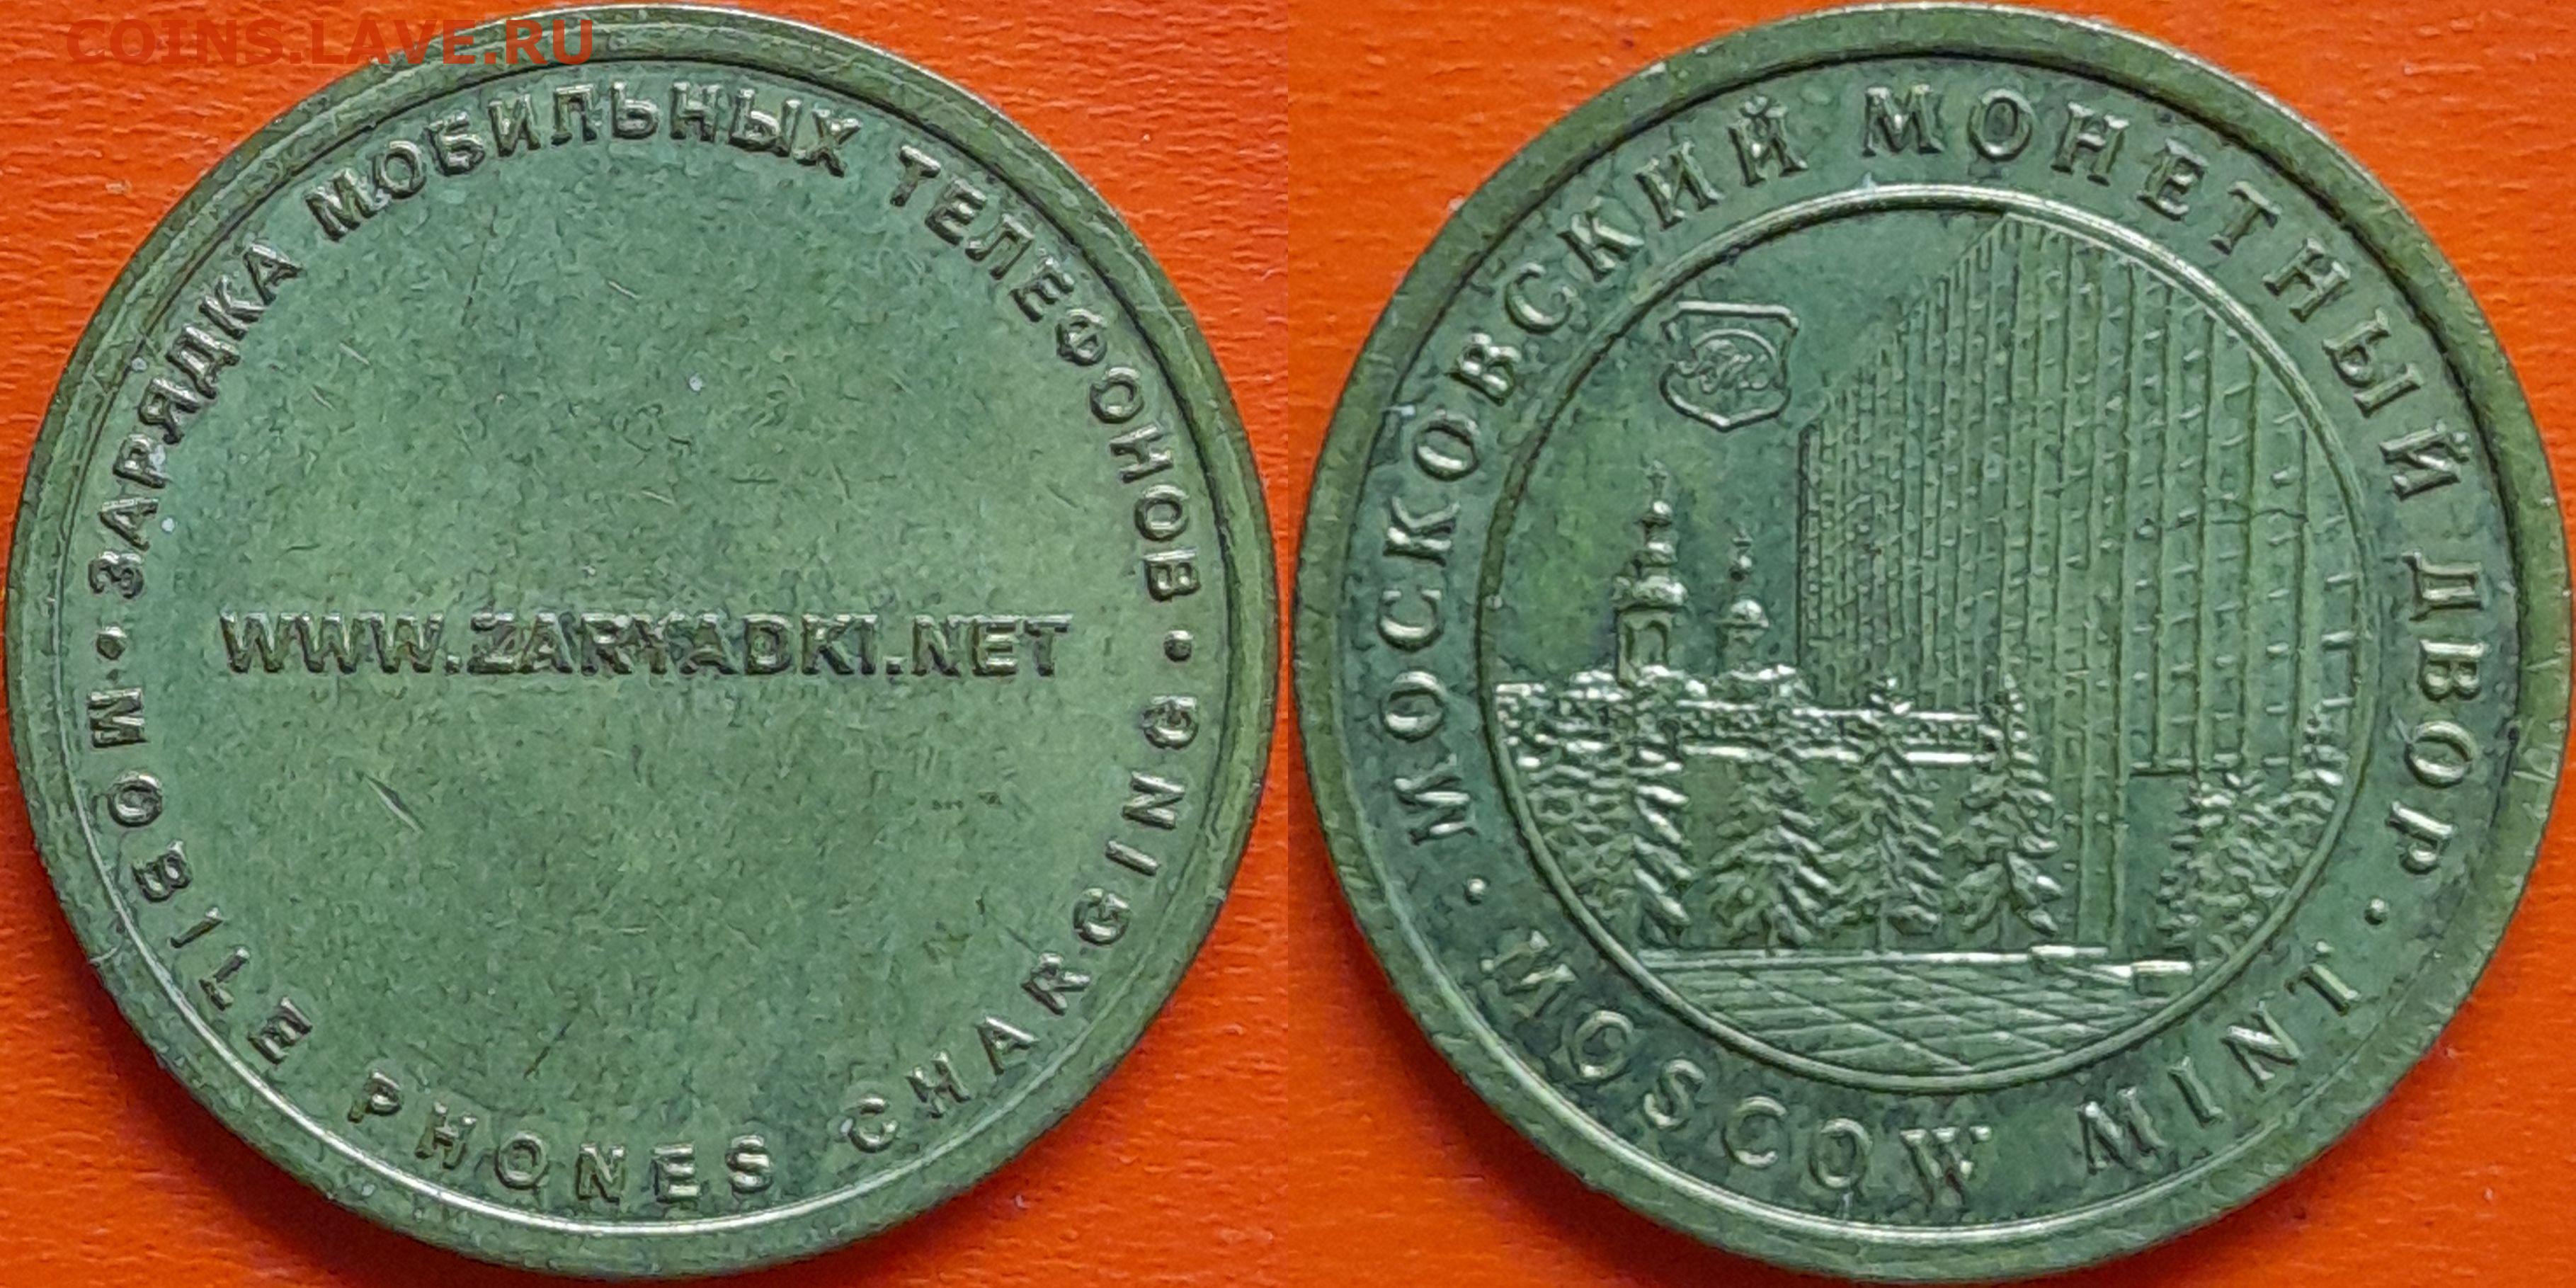 COINS.LAVE.RU
• ЗАРЯДКА МОБИЛЬНЫХ ТЕЛЕФОНОВ •
WWW.ZARYADKI.NET
MOBILE PHONES CHARGING
• МОСКОВСКИЙ МОНЕТНЫЙ ДВОР •
MOSCOW MINT